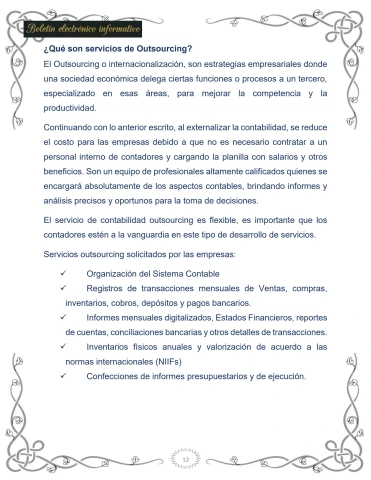 Boletín electrónico informativo
¿Qué son servicios de Outsourcing?
El Outsourcing o internacionalización, son estrategias empresariales donde
una sociedad económica delega ciertas funciones o procesos a un tercero,
especializado en esas áreas, para mejorar la competencia y la
productividad.
Continuando con lo anterior escrito, al externalizar la contabilidad, se reduce
el costo para las empresas debido a que no es necesario contratar a un
personal interno de contadores y cargando la planilla con salarios y otros
beneficios. Son un equipo de profesionales altamente calificados quienes se
encargará absolutamente de los aspectos contables, brindando informes y
análisis precisos y oportunos para la toma de decisiones.
El servicio de contabilidad outsourcing es flexible, es importante que los
contadores estén a la vanguardia en este tipo de desarrollo de servicios.
Servicios outsourcing solicitados por las empresas:
✓ Organización del Sistema Contable
✓ Registros de transacciones mensuales de Ventas, compras,
inventarios, cobros, depósitos y pagos bancarios.
✓ Informes mensuales digitalizados, Estados Financieros, reportes
de cuentas, conciliaciones bancarias y otros detalles de transacciones.
✓ Inventarios físicos anuales y valorización de acuerdo a las
normas internacionales (NIIFs)
✓ Confecciones de informes presupuestarios y de ejecución.
12